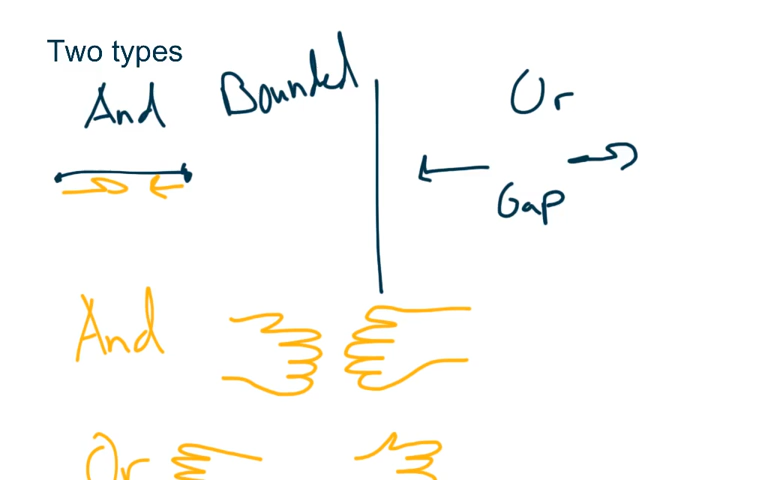 Two types
And Bounded
Or
Gap
And
Or